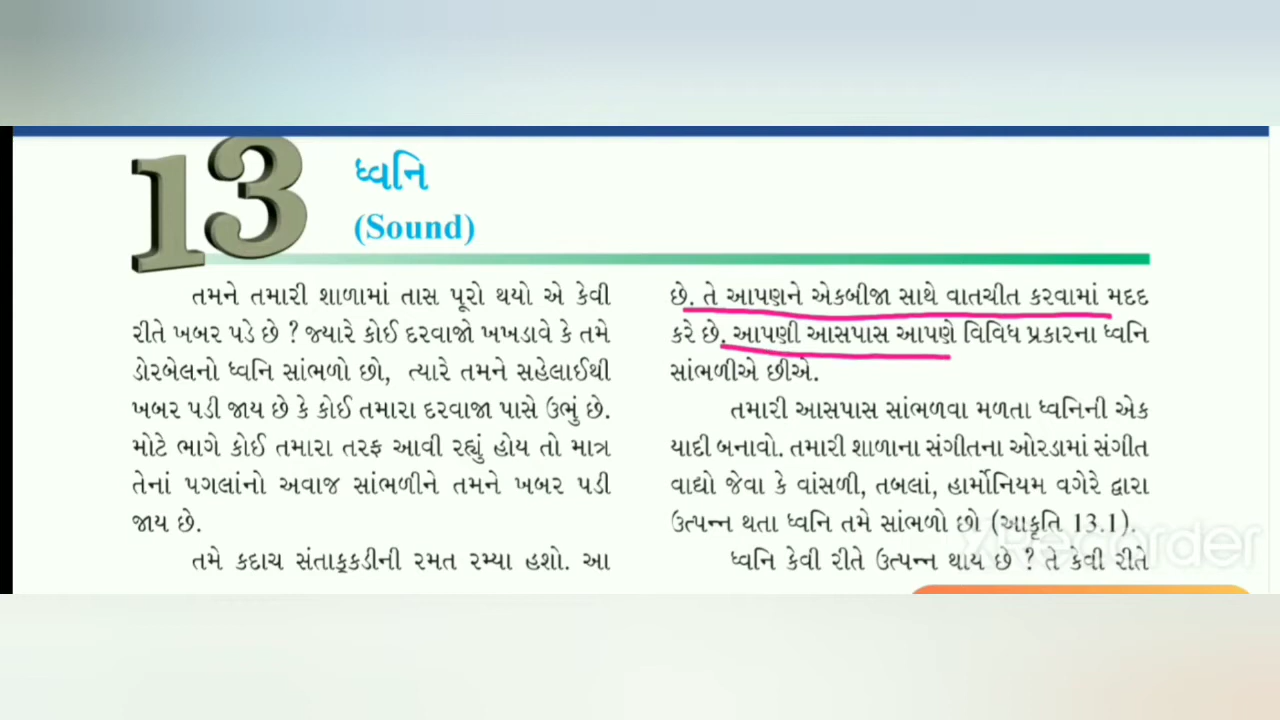 13
ધ્વનિ
(Sound)
તમને તમારી શાળામાં તાસ પૂરો થયો એ કેવી
રીતે ખબર પડે છે ? જ્યારે કોઈ દરવાજો ખખડાવે કે તમે
ડોરબેલનો ધ્વનિ સાંભળો છો, ત્યારે તમને સહેલાઈથી
ખબર પડી જાય છે કે કોઈ તમારા દરવાજા પાસે ઉભું છે.
મોટે ભાગે કોઈ તમારા તરફ આવી રહ્યું હોય તો માત્ર
તેનાં પગલાંનો અવાજ સાંભળીને તમને ખબર પડી
જાય છે.
તમે કદાચ સંતાકૂકડીની રમત રમ્યા હશો. આ
છે. તે આપણને એકબીજા સાથે વાતચીત કરવામાં મદદ
કરે છે. આપણી આસપાસ આપણે વિવિધ પ્રકારના ધ્વનિ
સાંભળીએ છીએ.
તમારી આસપાસ સાંભળવા મળતા ધ્વનિની એક
યાદી બનાવો. તમારી શાળાના સંગીતના ઓરડામાં સંગીત
વાદ્યો જેવા કે વાંસળી, તબલાં, હાર્મોનિયમ વગેરે દ્વારા
ઉત્પન્ન થતા ધ્વનિ તમે સાંભળો છો (આકૃતિ 13.1).
ધ્વનિ કેવી રીતે ઉત્પન્ન થાય છે ? તે કેવી રીતે
XRecorder